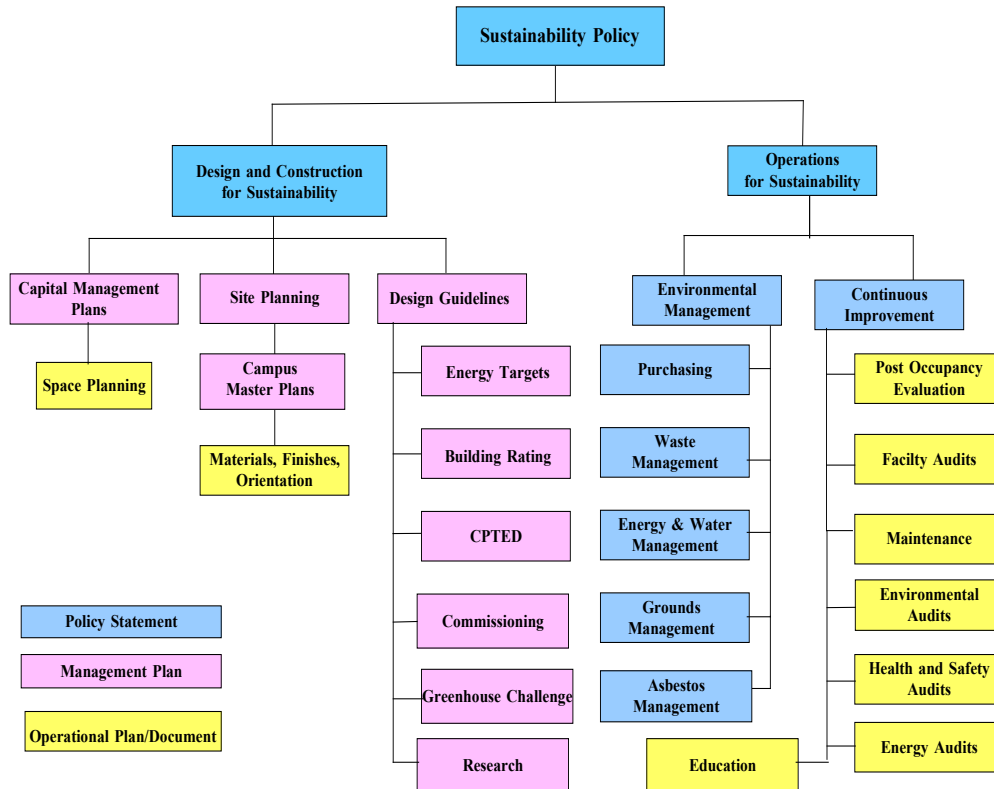 Sustainability Policy
Design and Construction
for Sustainability
Operations
for Sustainability
Capital Management
Plans
Site Planning
Design Guidelines
Environmental
Management
Continuous
Improvement
Space Planning
Campus
Master Plans
Materials, Finishes,
Orientation
Energy Targets
Building Rating
CPTED
Commissioning
Greenhouse Challenge
Research
Purchasing
Waste
Management
Energy & Water
Management
Grounds
Management
Asbestos
Management
Education
Post Occupancy
Evaluation
Facilty Audits
Maintenance
Environmental
Audits
Health and Safety
Audits
Energy Audits
Policy Statement
Management Plan
Operational Plan/Document